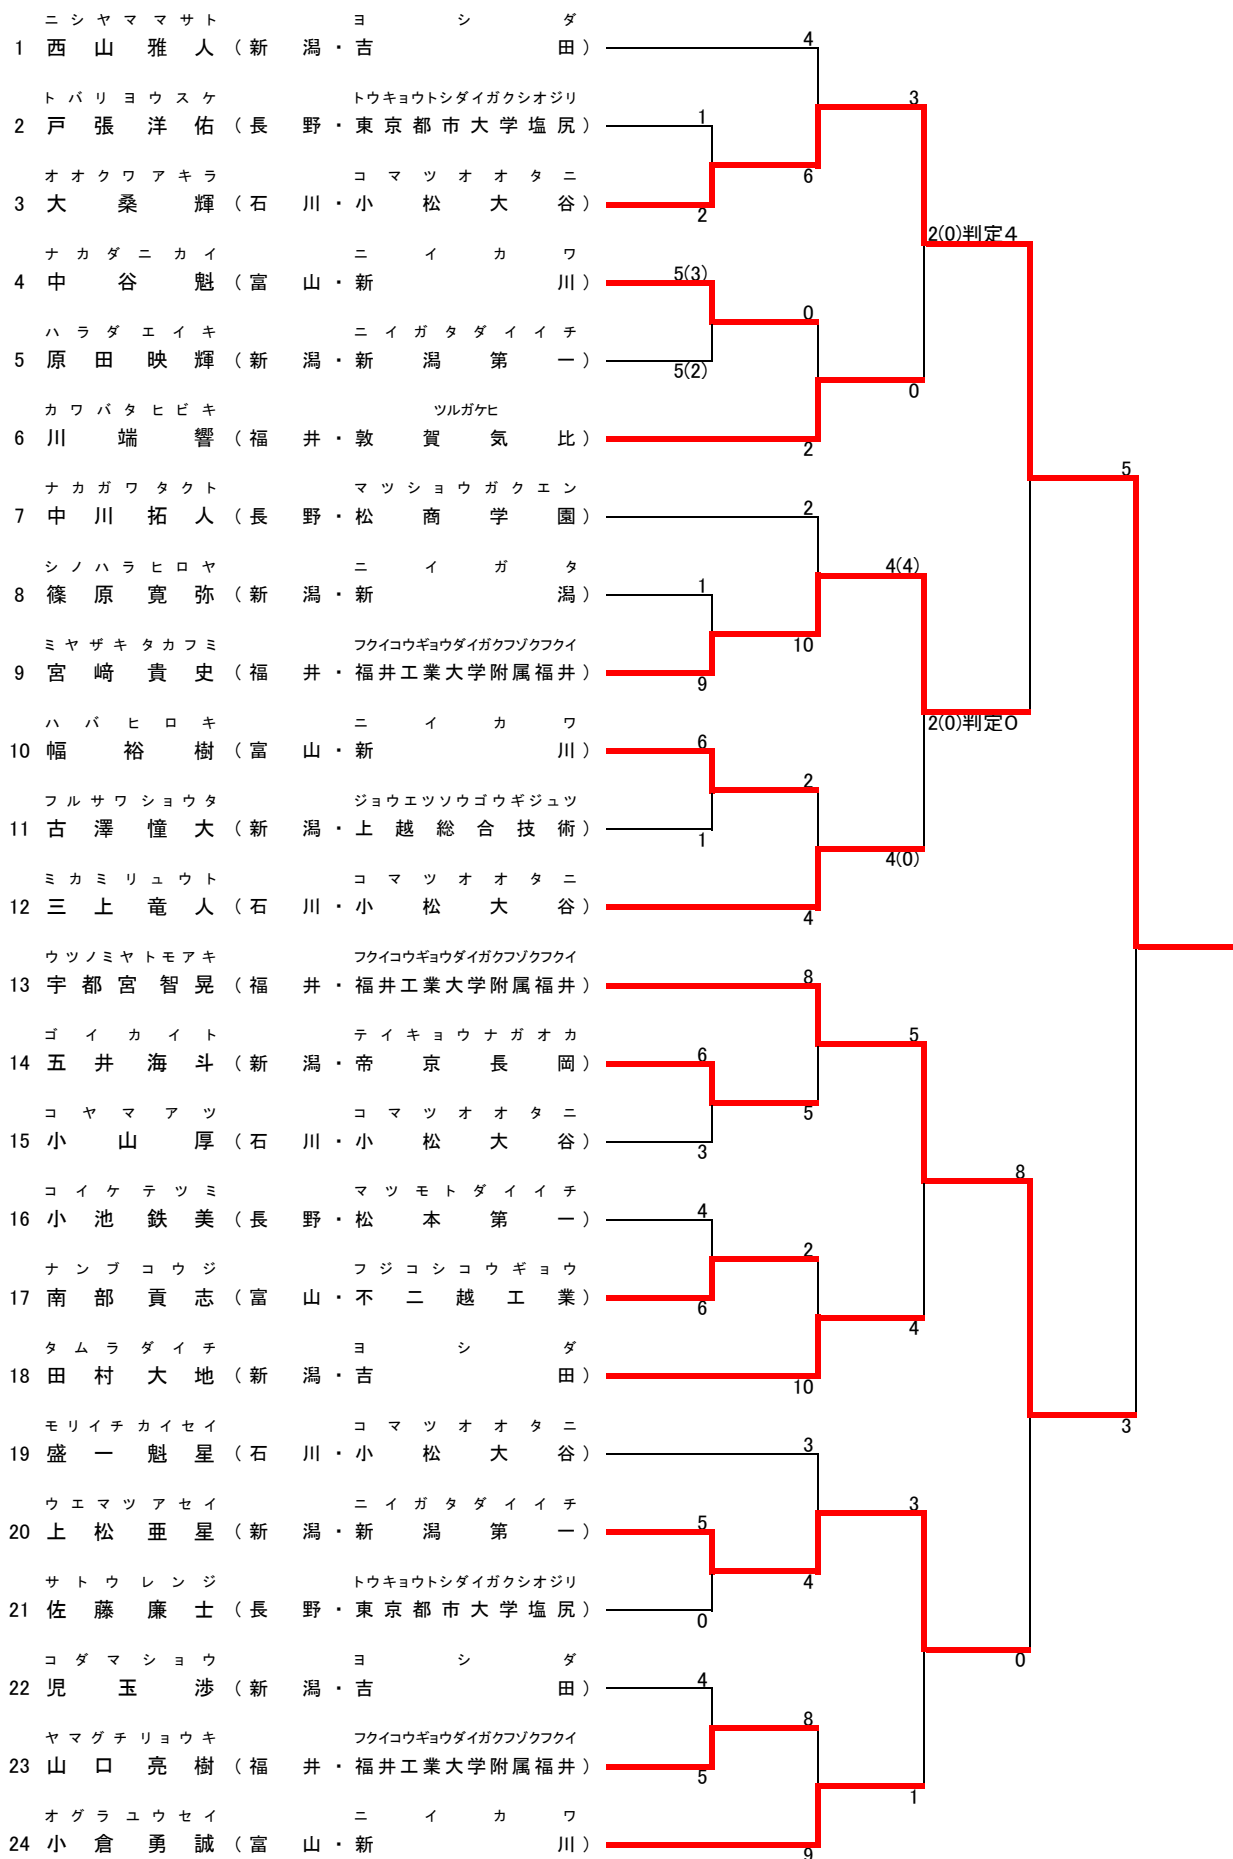 ニシヤママサト ヨシダ
1 西山雅人（新潟・吉田） 4
トバリヨウスケ トウキョウトシダイガクシオジリ 3
2 戸張洋佑（長野・東京都市大学塩尻） 1
オオクワアキラ コマツオオタニ 6
3 大桑輝（石川・小松大谷） 2
2(0)判定4
ナカダニカイ ニイカワ
4 中谷魁（富山・新川） 5(3)
0
ハラダエイキ ニイガタダイイチ
5 原田映輝（新潟・新潟第一） 5(2)
0
カワバタヒビキ ツルガケヒ
6 川端響（福井・敦賀気比） 2
5
ナカガワタクト マツショウガクエン
7 中川拓人（長野・松商学園） 2
シノハラヒロヤ ニイガタ 4(4)
8 篠原寛弥（新潟・新潟） 1
ミヤザキタカフミ フクイコウギョウダイガクフゾクフクイ 10
9 宮﨑貴史（福井・福井工業大学附属福井） 9
ハバヒロキ ニイカワ 2(0)判定0
10 幅裕樹（富山・新川） 6
2
フルサワショウタ ジョウエツソウゴウギジュツ
11 古澤憧大（新潟・上越総合技術） 1
4(0)
ミカミリュウト コマツオオタニ
12 三上竜人（石川・小松大谷） 4
ウツノミヤトモアキ フクイコウギョウダイガクフゾクフクイ
13 宇都宮智晃（福井・福井工業大学附属福井） 8
ゴイカイト テイキョウナガオカ 5
14 五井海斗（新潟・帝京長岡） 6
コヤマアツ コマツオオタニ 5
15 小山厚（石川・小松大谷） 3
8
コイケテツミ マツモトダイイチ
16 小池鉄美（長野・松本第一） 4
2
ナンブコウジ フジコシコウギョウ
17 南部貢志（富山・不二越工業） 6
4
タムラダイチ ヨシダ
18 田村大地（新潟・吉田） 10
モリイチカイセイ コマツオオタニ 3
19 盛一魁星（石川・小松大谷） 3
ウエマツアセイ ニイガタダイイチ 3
20 上松亜星（新潟・新潟第一） 5
サトウレンジ トウキョウトシダイガクシオジリ 4
21 佐藤廉士（長野・東京都市大学塩尻） 0
コダマショウ ヨシダ 0
22 児玉渉（新潟・吉田） 4
8
ヤマグチリョウキ フクイコウギョウダイガクフゾクフクイ
23 山口亮樹（福井・福井工業大学附属福井） 5
1
オグラユウセイ ニイカワ
24 小倉勇誠（富山・新川） 9